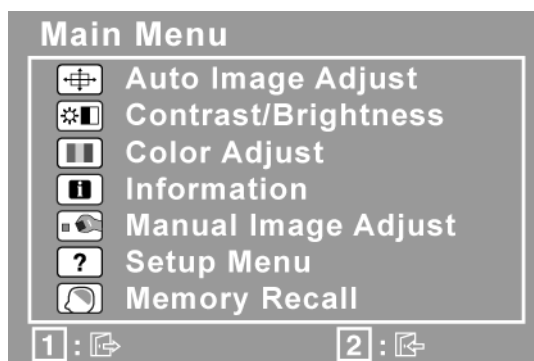 Main Menu
Auto Image Adjust
Contrast/Brightness
Color Adjust
Information
Manual Image Adjust
? Setup Menu
Memory Recall
1 : 2 :